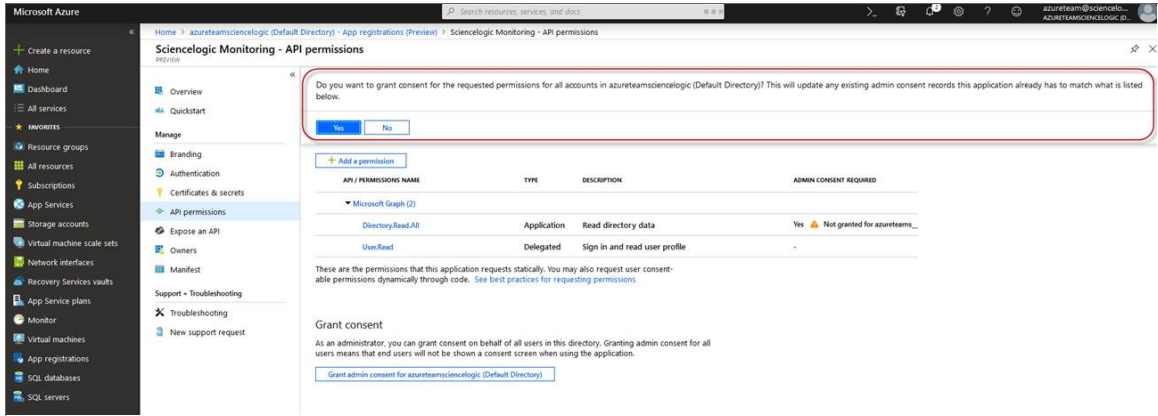 Microsoft Azure
Search resources, services, and docs
azureteam@sciencelo...
AZURETEAMSCIENCELOGIC (D...
Home > azureteamsciencelogic (Default Directory) - App registrations (Preview) > Sciencelogic Monitoring - API permissions
Sciencelogic Monitoring - API permissions
PREVIEW
Create a resource
Home
Dashboard
All services
FAVORITES
Resource groups
All resources
Subscriptions
App Services
Storage accounts
Virtual machine scale sets
Network interfaces
Recovery Services vaults
App Service plans
Monitor
Virtual machines
App registrations
SQL databases
SQL servers
Overview
Quickstart
Manage
Branding
Authentication
Certificates & secrets
API permissions
Expose an API
Owners
Manifest
Support + Troubleshooting
Troubleshooting
New support request
Do you want to grant consent for the requested permissions for all accounts in azureteamsciencelogic (Default Directory)? This will update any existing admin consent records this application already has to match what is listed
below.
Yes No
+ Add a permission
API / PERMISSIONS NAME TYPE DESCRIPTION ADMIN CONSENT REQUIRED
Microsoft Graph (2)
Directory.Read.All Application Read directory data Yes Not granted for azureteams...
User.Read Delegated Sign in and read user profile -
These are the permissions that this application requests statically. You may also request user consent-
able permissions dynamically through code. See best practices for requesting permissions
Grant consent
As an administrator, you can grant consent on behalf of all users in this directory. Granting admin consent for all
users means that end users will not be shown a consent screen when using the application.
Grant admin consent for azureteamsciencelogic (Default Directory)